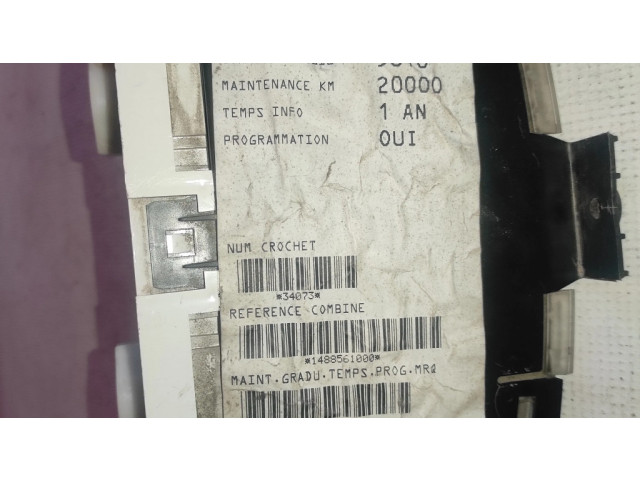 MAINTENANCE KM 20000
TEMPS INFO 1 AN
PROGRAMMATION OUI
NUM CROCHET
*34073*
REFERENCE COMBINE
*1488561000*
MAINT.GRADU.TEMPS.PROG.MRQ